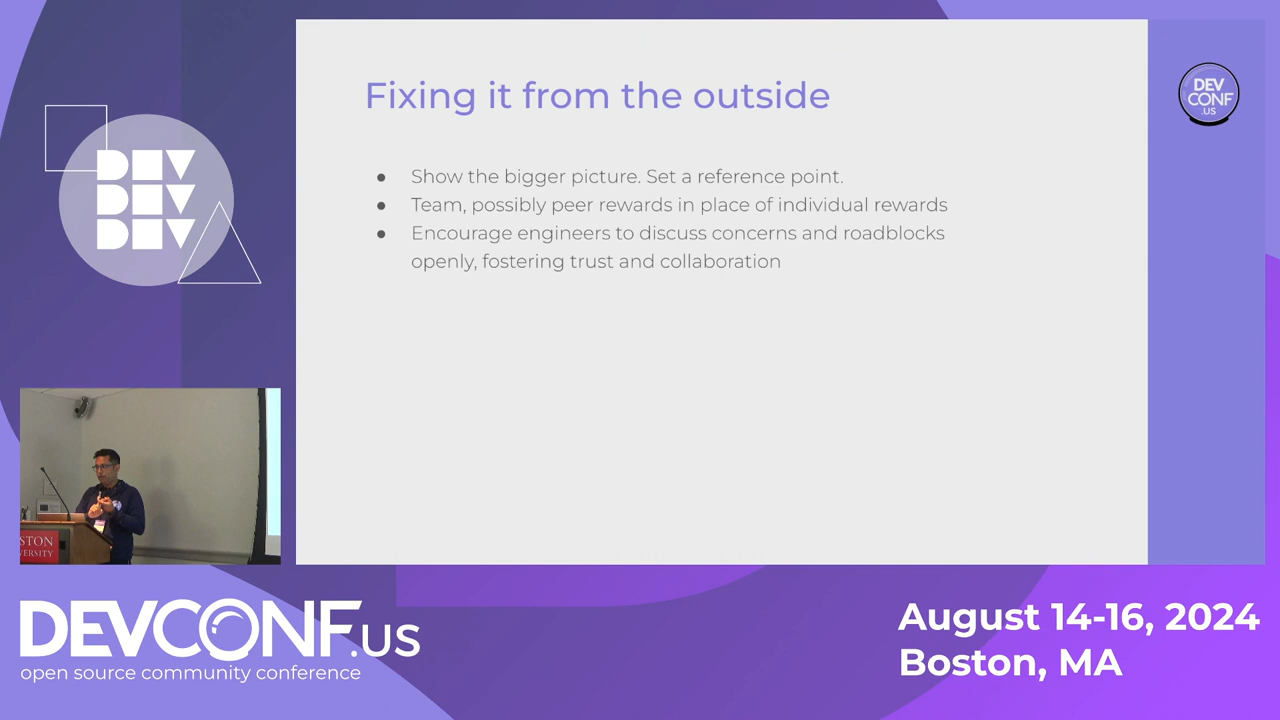 Fixing it from the outside
● Show the bigger picture. Set a reference point.
● Team, possibly peer rewards in place of individual rewards
● Encourage engineers to discuss concerns and roadblocks
openly, fostering trust and collaboration
DEV
CONF
.US
DEV
DEV
DEV
STON
VERSITY
DEVCONF.US
open source community conference
August 14-16, 2024
Boston, MA